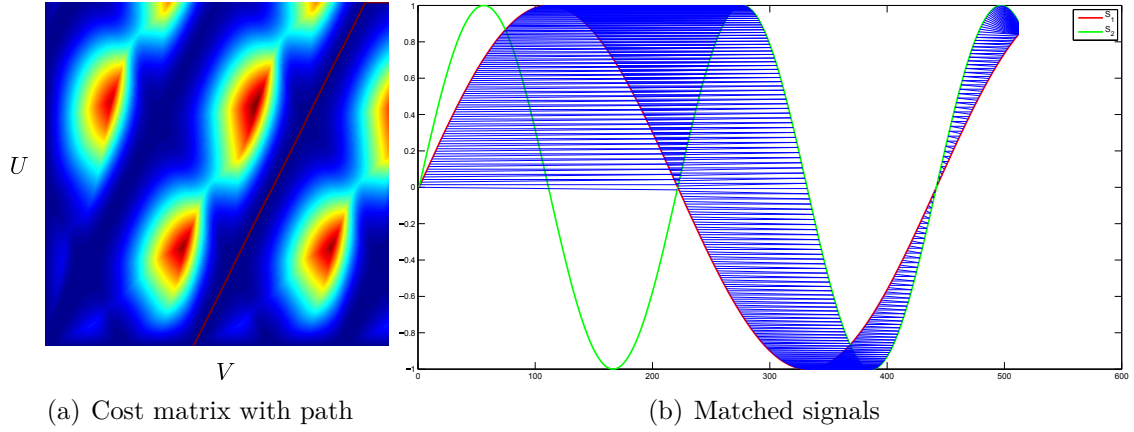 U
V
(a) Cost matrix with path
1
0.8
0.6
0.4
0.2
0
−0.2
−0.4
−0.6
−0.8
−1
0 100 200 300 400 500 600
S1
S2
(b) Matched signals